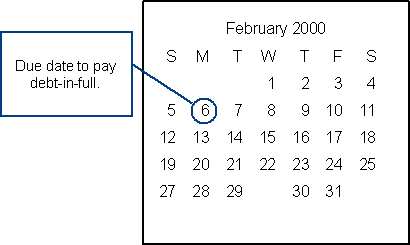 February 2000
S M T W T F S
1 2 3 4
Due date to pay
debt-in-full.
5 6 7 8 9 10 11
12 13 14 15 16 17 18
19 20 21 22 23 24 25
27 28 29 30 31